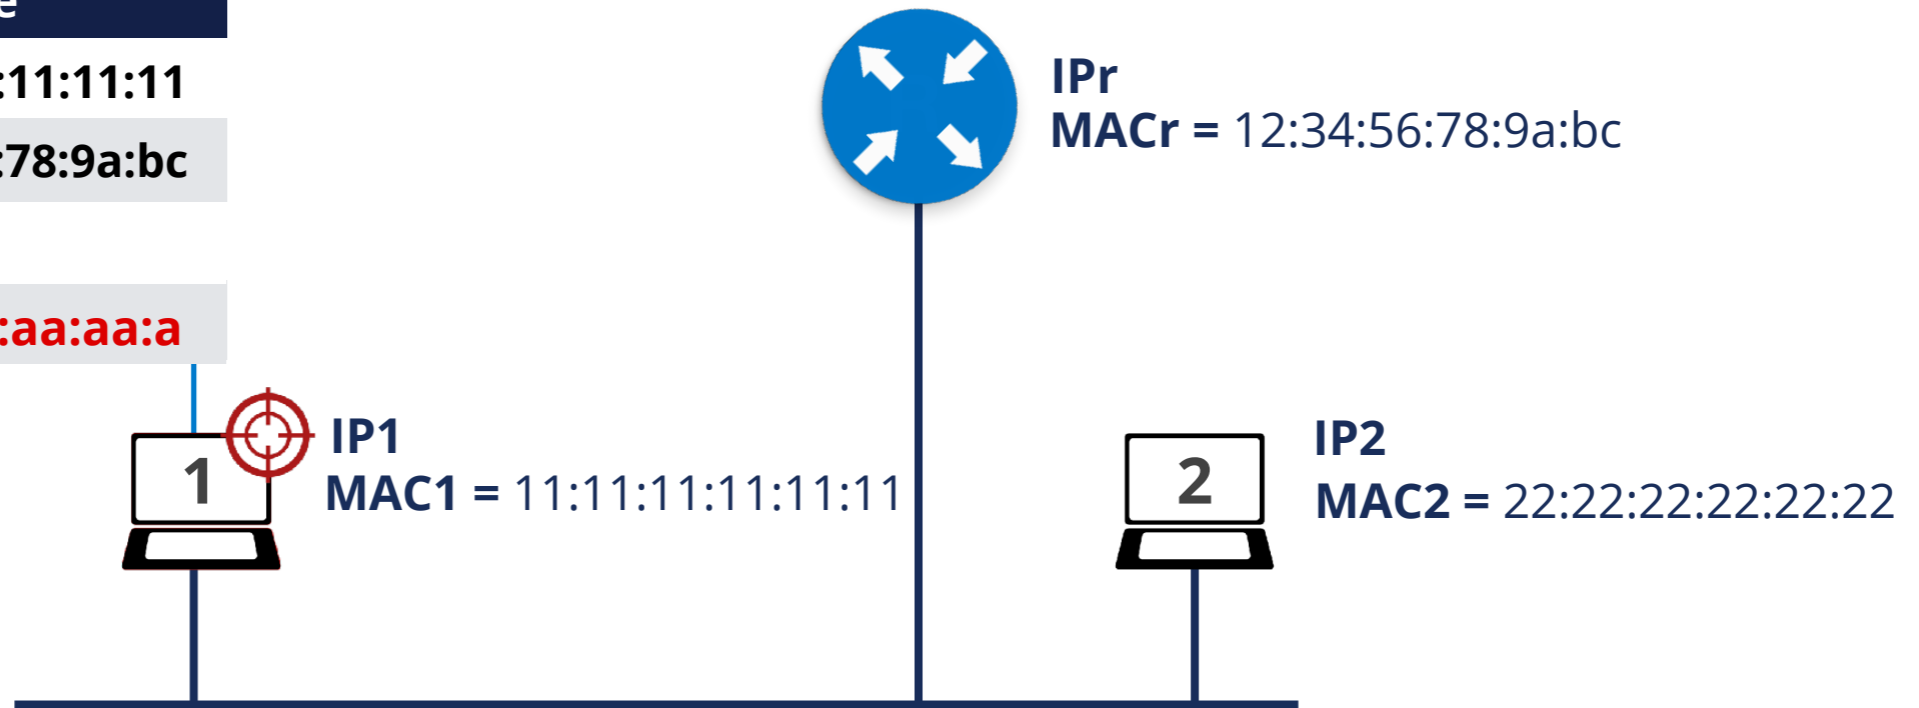 e
:11:11:11
:78:9a:bc
:aa:aa:a
IPr
MACr = 12:34:56:78:9a:bc
1
IP1
MAC1 = 11:11:11:11:11:11
2
IP2
MAC2 = 22:22:22:22:22:22